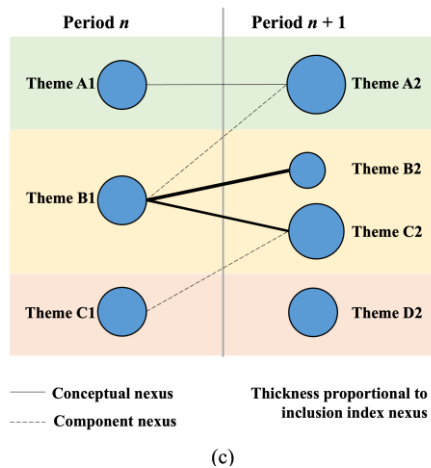 Period n
Period n + 1
Theme A1
Theme A2
Theme B1
Theme B2
Theme C2
Theme C1
Theme D2
Conceptual nexus
Component nexus
Thickness proportional to
inclusion index nexus
(c)